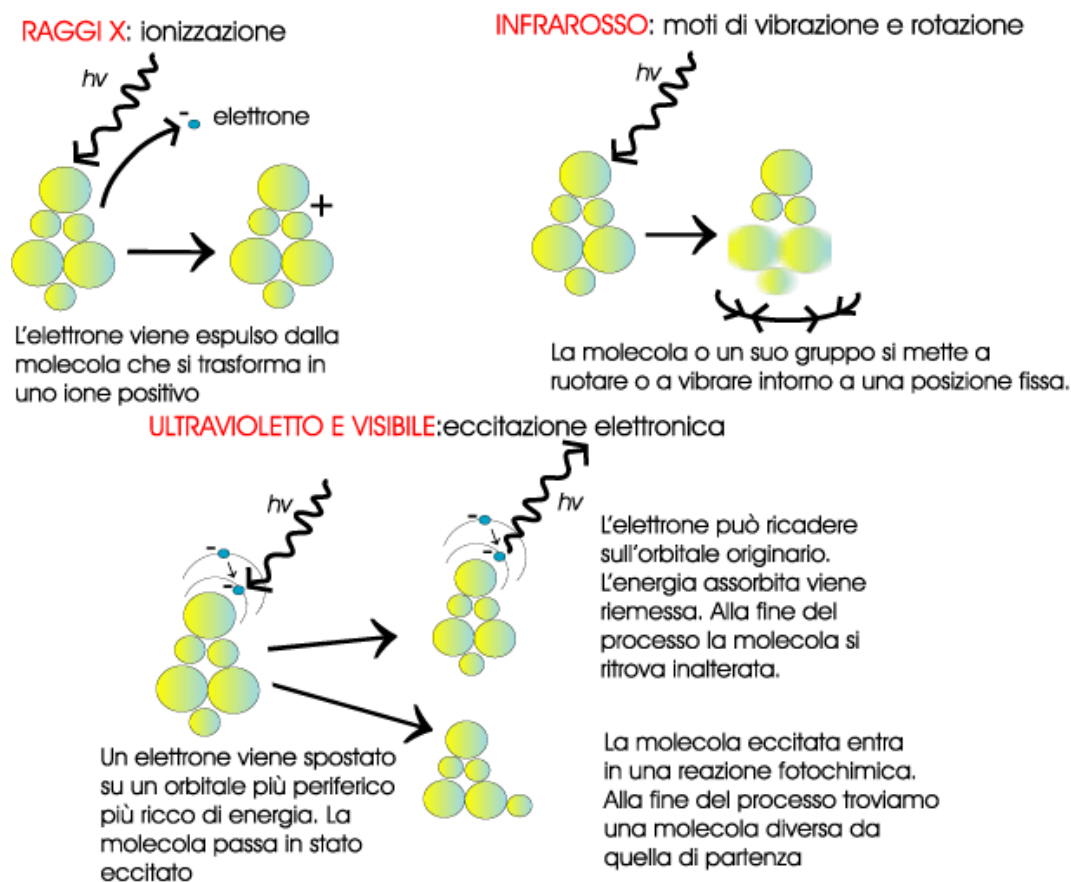 RAGGI X: ionizzazione
hν
- elettrone
+
L'elettrone viene espulso dalla
molecola che si trasforma in
uno ione positivo
INFRAROSSO: moti di vibrazione e rotazione
hν
La molecola o un suo gruppo si mette a
ruotare o a vibrare intorno a una posizione fissa.
ULTRAVIOLETTO E VISIBILE:eccitazione elettronica
hν
-
-
Un elettrone viene spostato
su un orbitale più periferico
più ricco di energia. La
molecola passa in stato
eccitato
hν
-
-
L'elettrone può ricadere
sull'orbitale originario.
L'energia assorbita viene
riemessa. Alla fine del
processo la molecola si
ritrova inalterata.
La molecola eccitata entra
in una reazione fotochimica.
Alla fine del processo troviamo
una molecola diversa da
quella di partenza